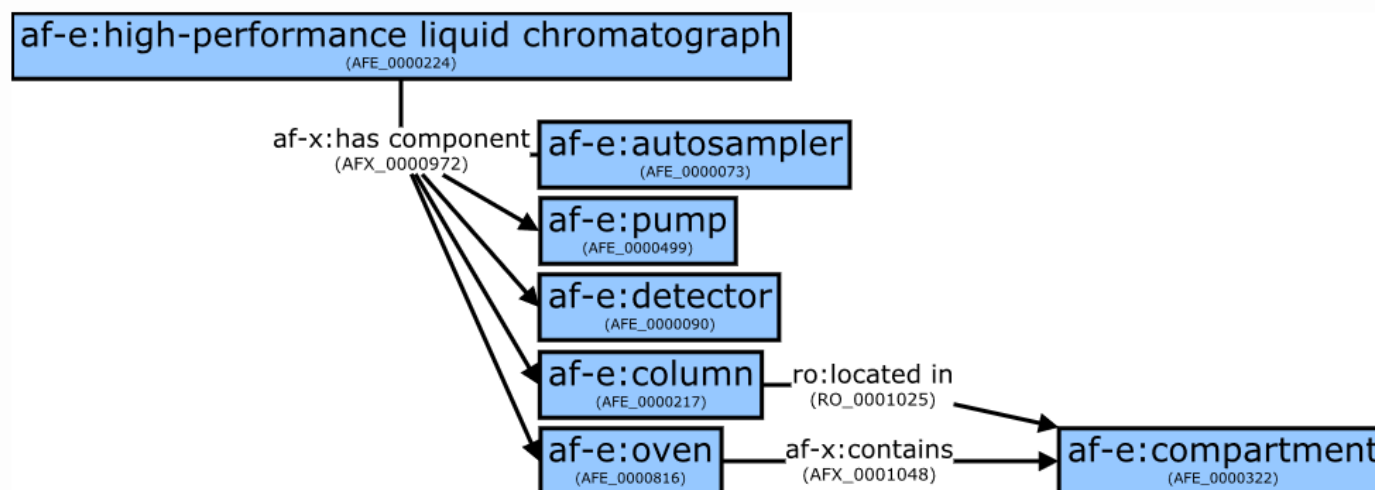 af-e:high-performance liquid chromatograph
(AFE_0000224)
af-x:has component
(AFX_0000972)
af-e:autosampler
(AFE_0000073)
af-e:pump
(AFE_0000499)
af-e:detector
(AFE_0000090)
af-e:column
(AFE_0000217)
ro:located in
(RO_0001025)
af-e:oven
(AFE_0000816)
af-x:contains
(AFX_0001048)
af-e:compartment
(AFE_0000322)